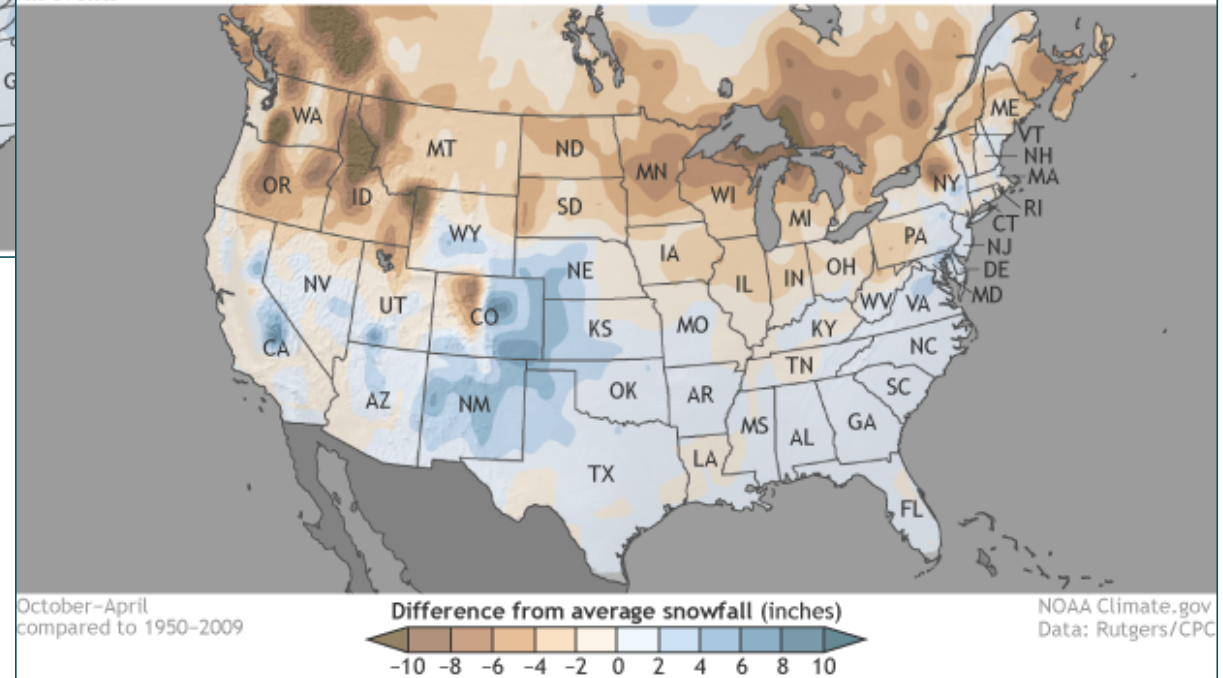 G
WA
MT
ND
MN
OR
ID
SD
WI
MI
NY
ME
VT
NH
MA
RI
CT
NJ
DE
MD
WY
NE
IA
IL
IN
OH
PA
NV
UT
CO
KS
MO
KY
WV
VA
CA
AZ
NM
OK
AR
TN
NC
SC
MS
AL
GA
TX
LA
FL
October–April
compared to 1950–2009
Difference from average snowfall (inches)
−10 −8 −6 −4 −2 0 2 4 6 8 10
NOAA Climate.gov
Data: Rutgers/CPC